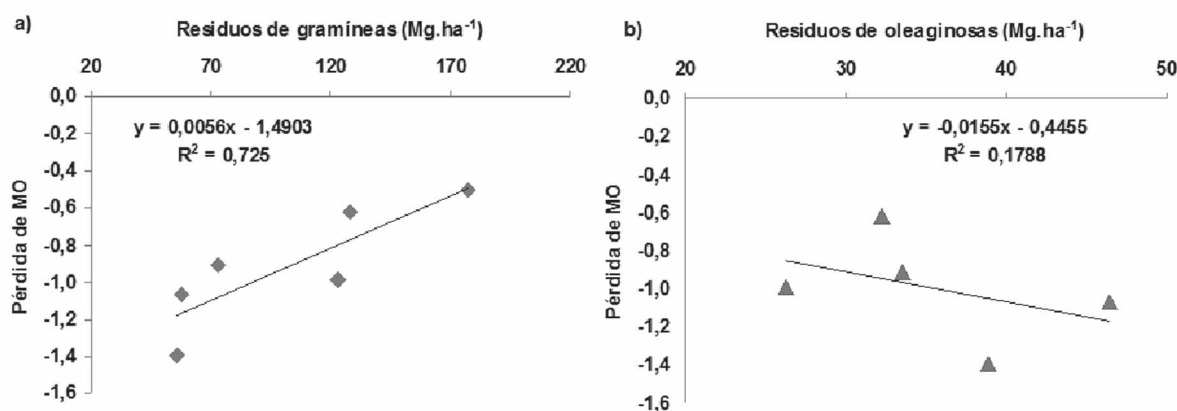 a)
Residuos de gramíneas (Mg.ha⁻¹)
20 70 120 170 220
0,0
-0,2
-0,4
-0,6
-0,8
-1,0
-1,2
-1,4
-1,6
Pérdida de MO
y = 0,0056x - 1,4903
R² = 0,725
b)
Residuos de oleaginosas (Mg.ha⁻¹)
20 30 40 50
0,0
-0,2
-0,4
-0,6
-0,8
-1,0
-1,2
-1,4
-1,6
Pérdida de MO
y = -0,0155x - 0,4455
R² = 0,1788